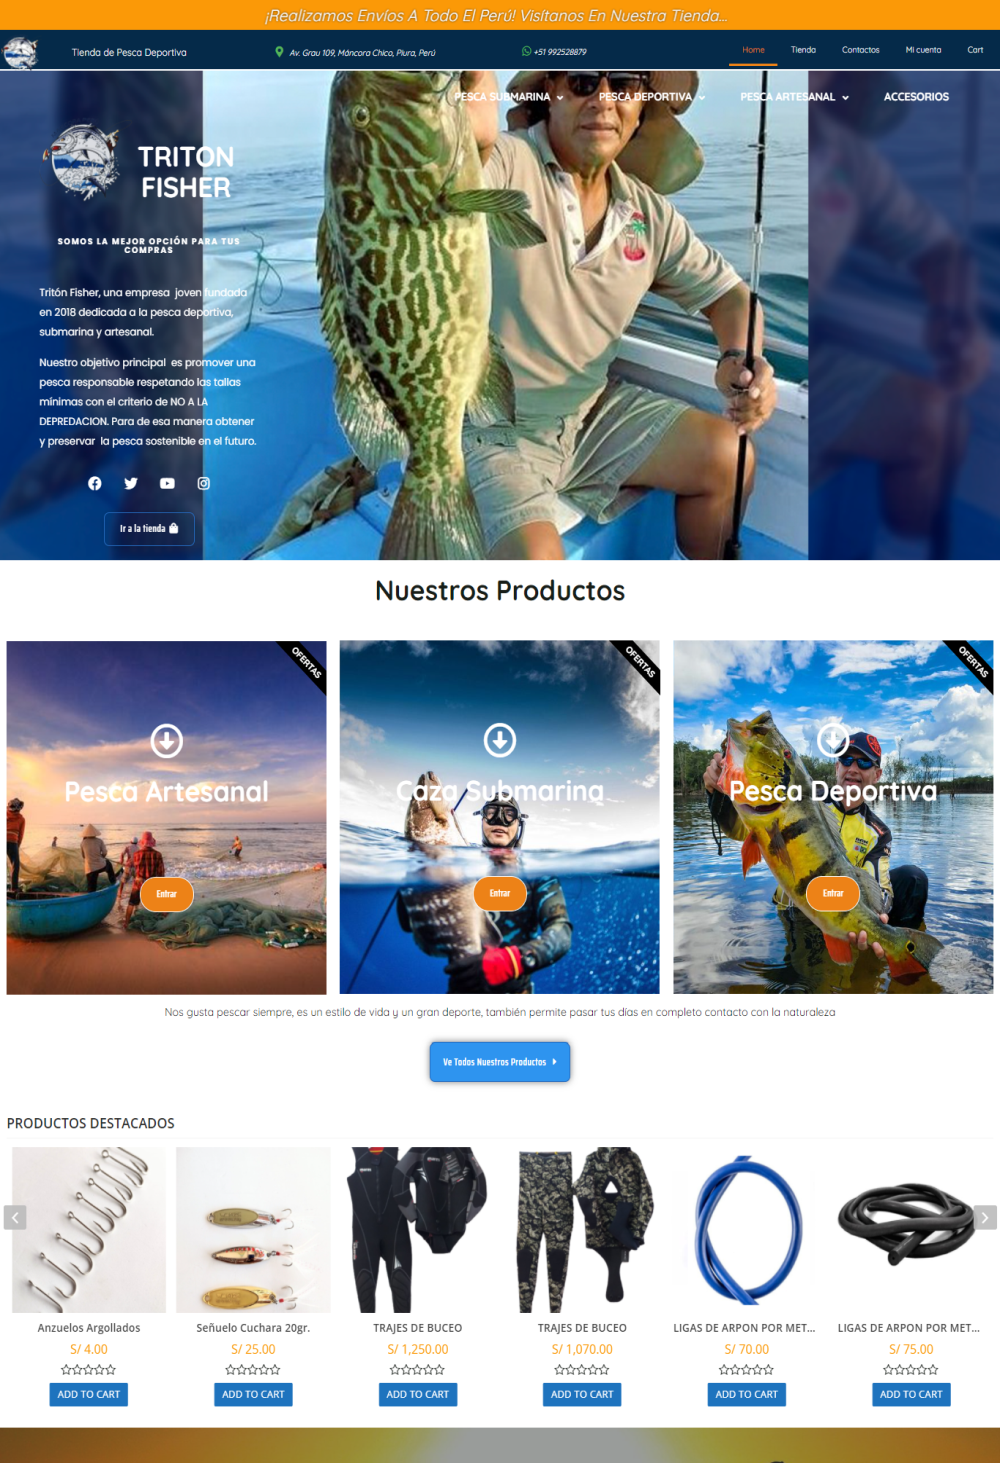 ¡Realizamos Envíos A Todo El Perú! Visítanos En Nuestra Tienda...
Tienda de Pesca Deportiva
Av. Grau 109, Máncora Chico, Piura, Perú
+51 992528879
Home
Tienda
Contactos
Mi cuenta
Cart
PESCA SUBMARINA
PESCA DEPORTIVA
PESCA ARTESANAL
ACCESORIOS
TRITON
FISHER
SOMOS LA MEJOR OPCIÓN PARA TUS
COMPRAS
Tritón Fisher, una empresa joven fundada
en 2018 dedicada a la pesca deportiva,
submarina y artesanal.
Nuestro objetivo principal es promover una
pesca responsable respetando las tallas
mínimas con el criterio de NO A LA
DEPREDACION. Para de esa manera obtener
y preservar la pesca sostenible en el futuro.
Ir a la tienda
Nuestros Productos
OFERTAS
Pesca Artesanal
Entrar
OFERTAS
Caza Submarina
Entrar
OFERTAS
Pesca Deportiva
Entrar
Nos gusta pescar siempre, es un estilo de vida y un gran deporte, también permite pasar tus días en completo contacto con la naturaleza
Ve Todos Nuestros Productos
PRODUCTOS DESTACADOS
Anzuelos Argollados
S/ 4.00
ADD TO CART
Señuelo Cuchara 20gr.
S/ 25.00
ADD TO CART
TRAJES DE BUCEO
S/ 1,250.00
ADD TO CART
TRAJES DE BUCEO
S/ 1,070.00
ADD TO CART
LIGAS DE ARPON POR MET...
S/ 70.00
ADD TO CART
LIGAS DE ARPON POR MET...
S/ 75.00
ADD TO CART